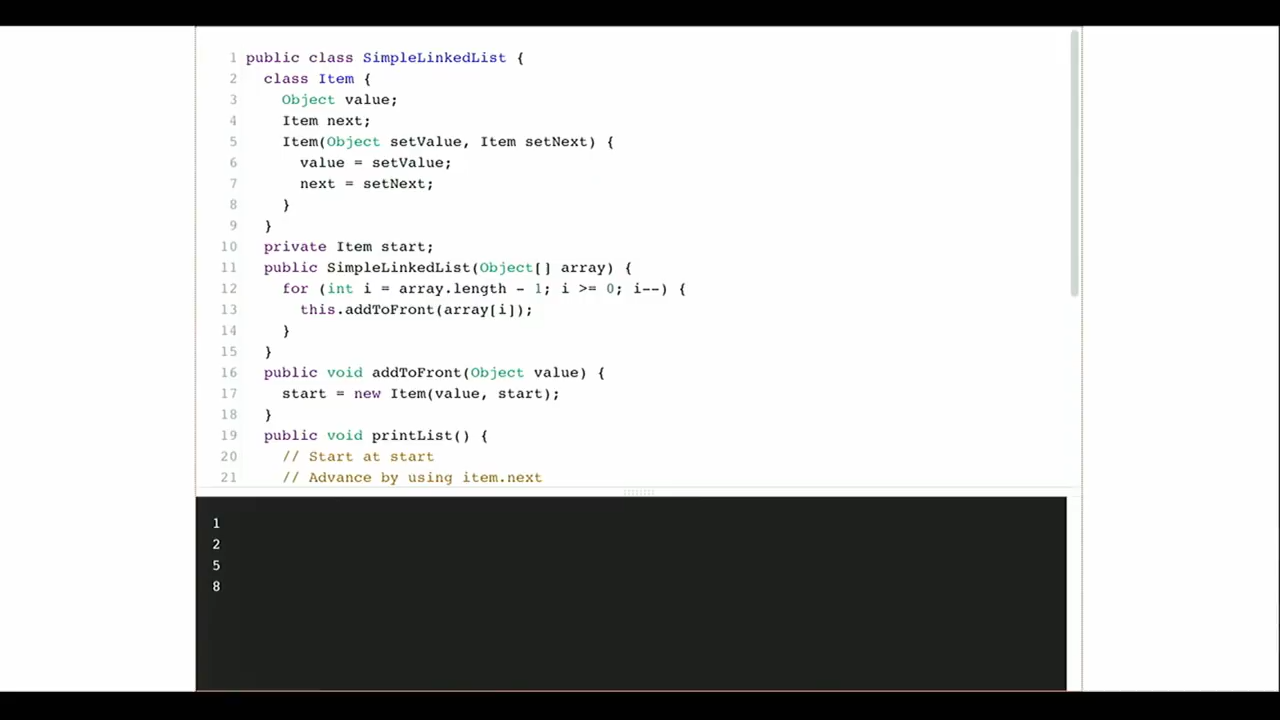 1 public class SimpleLinkedList {
2 class Item {
3 Object value;
4 Item next;
5 Item(Object setValue, Item setNext) {
6 value = setValue;
7 next = setNext;
8 }
9 }
10 private Item start;
11 public SimpleLinkedList(Object[] array) {
12 for (int i = array.length - 1; i >= 0; i--) {
13 this.addToFront(array[i]);
14 }
15 }
16 public void addToFront(Object value) {
17 start = new Item(value, start);
18 }
19 public void printList() {
20 // Start at start
21 // Advance by using item.next
1
2
5
8